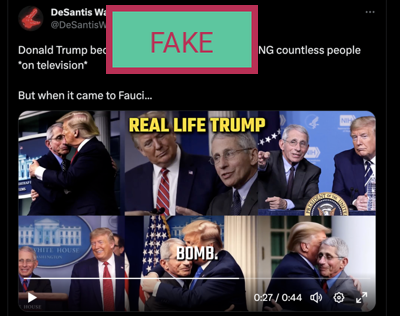 DeSantis Wa
@DeSantisW
FAKE
Donald Trump bec NG countless people
*on television*
But when it came to Fauci...
REAL LIFE TRUMP
BOMB.
0:27 / 0:44